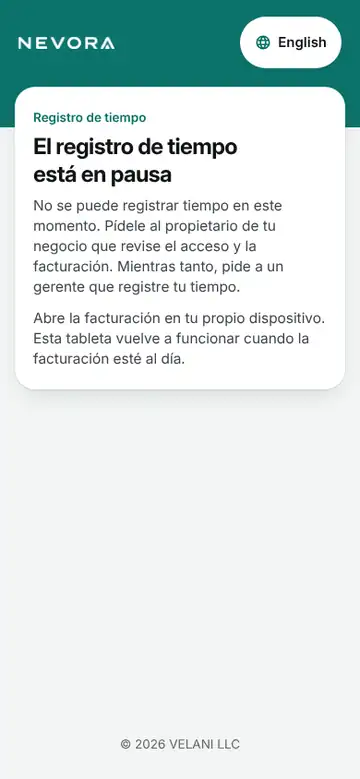 NEVORA
English
Registro de tiempo
El registro de tiempo
está en pausa
No se puede registrar tiempo en este
momento. Pídele al propietario de tu
negocio que revise el acceso y la
facturación. Mientras tanto, pide a un
gerente que registre tu tiempo.
Abre la facturación en tu propio dispositivo.
Esta tableta vuelve a funcionar cuando la
facturación esté al día.
© 2026 VELANI LLC